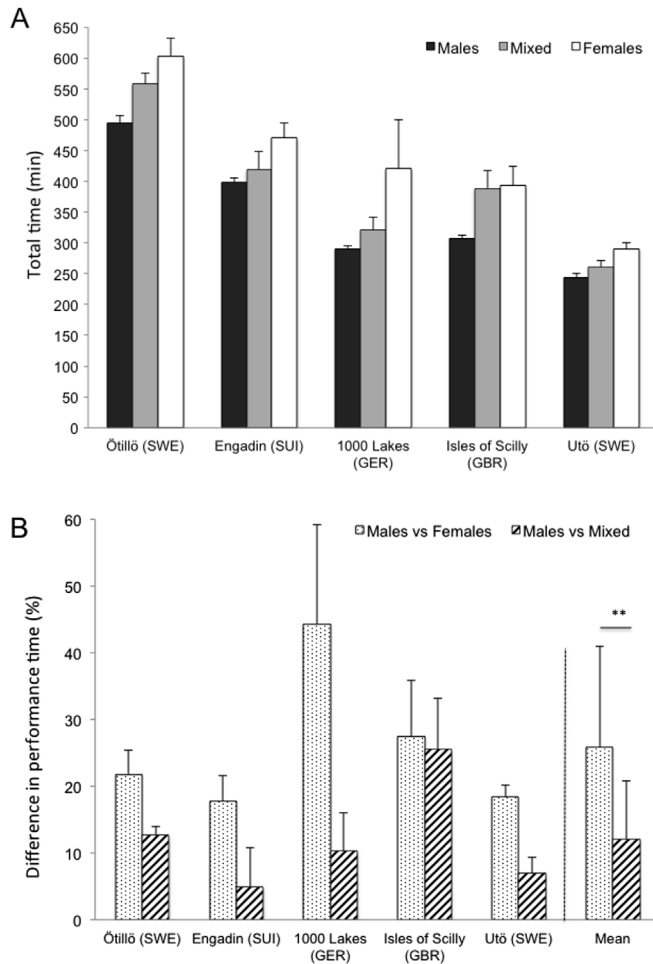 A
Total time (min)
650
600
550
500
450
400
350
300
250
200
150
100
50
0
Males Mixed Females
Ötillö (SWE) Engadin (SUI) 1000 Lakes Isles of Scilly Utö (SWE)
(GER) (GBR)
B
Difference in performance time (%)
60
50
40
30
20
10
0
Males vs Females Males vs Mixed
**
Ötillö (SWE) Engadin (SUI) 1000 Lakes Isles of Scilly Utö (SWE) Mean
(GER) (GBR)